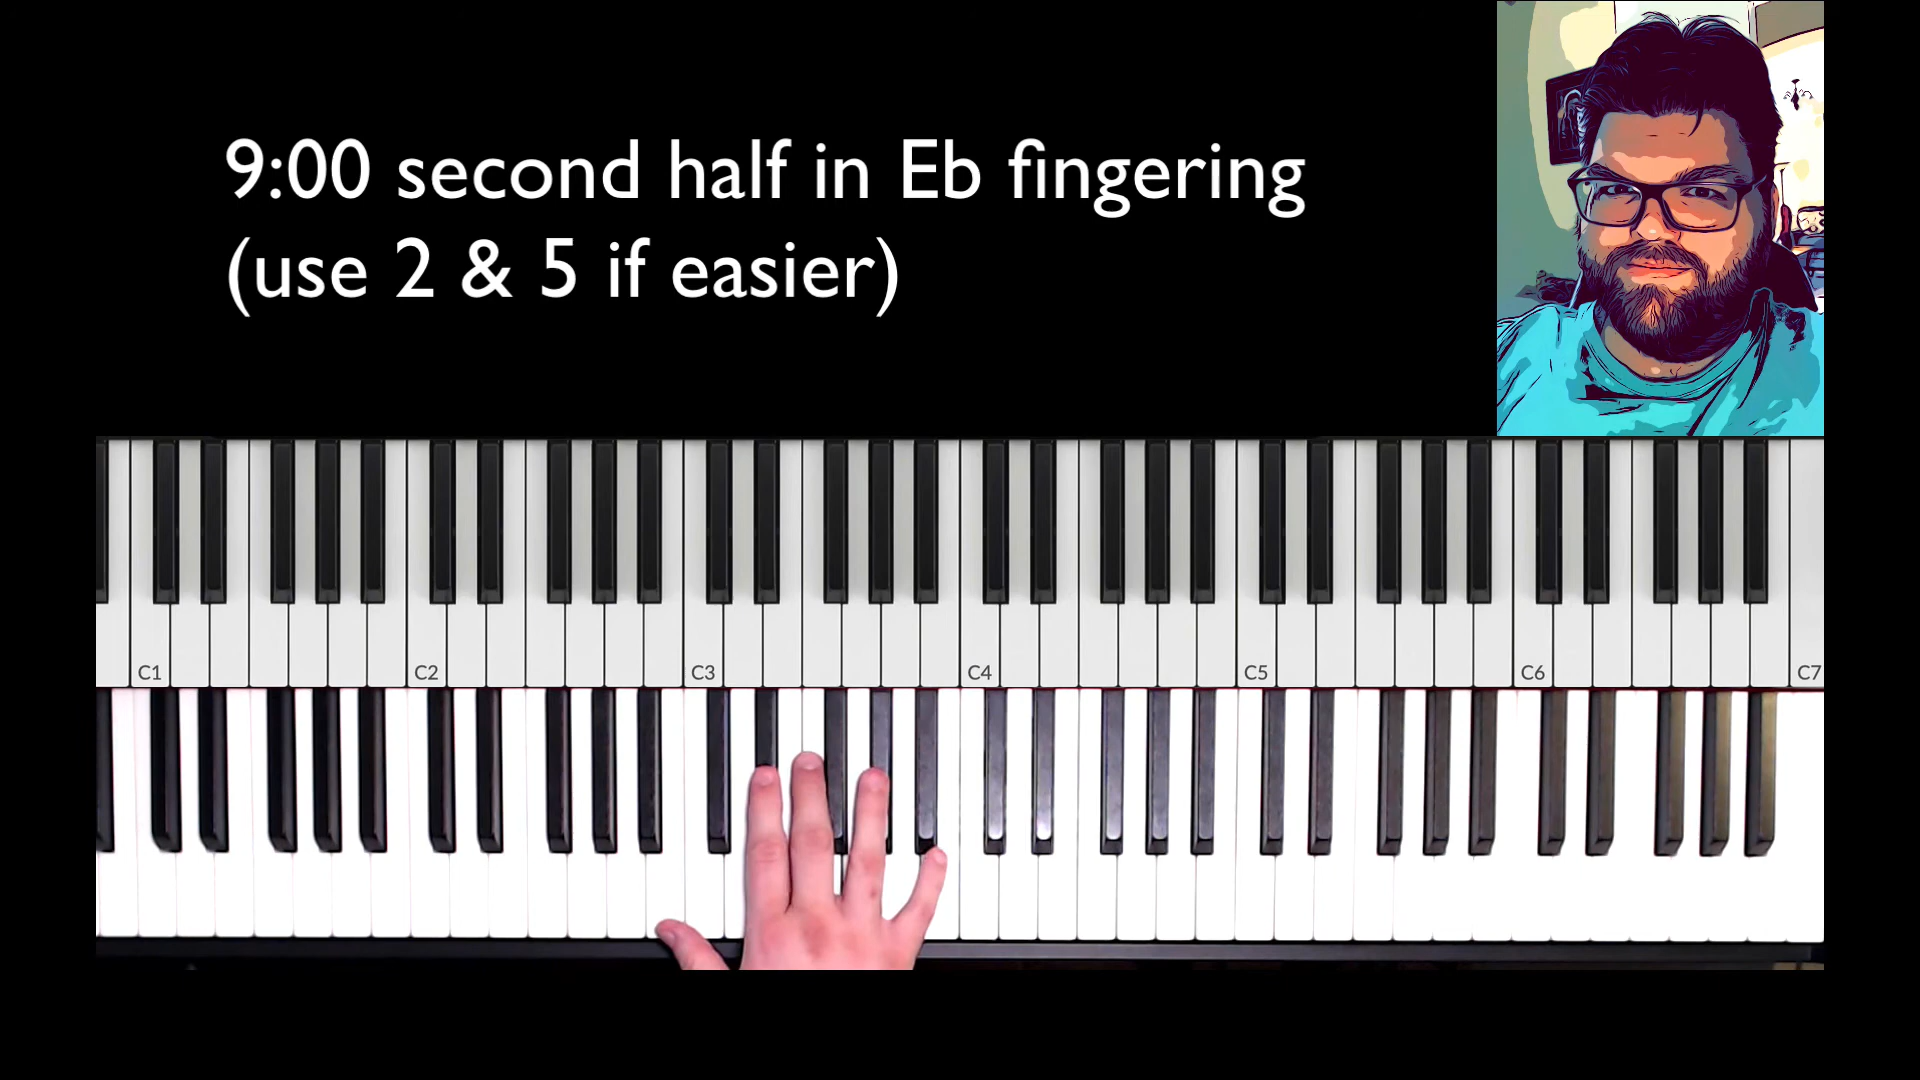 9:00 second half in Eb fingering
(use 2 & 5 if easier)
C1 C2 C3 C4 C5 C6 C7